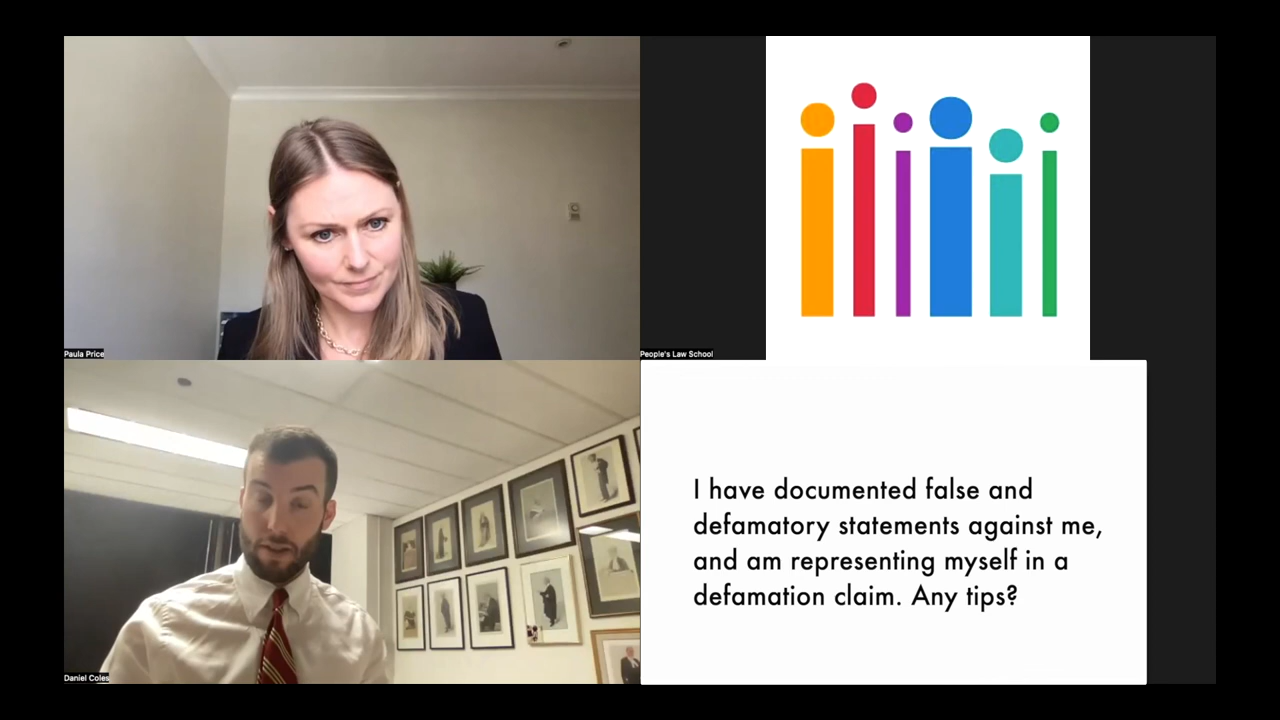 Paula Price
People's Law School
Daniel Coles
I have documented false and
defamatory statements against me,
and am representing myself in a
defamation claim. Any tips?